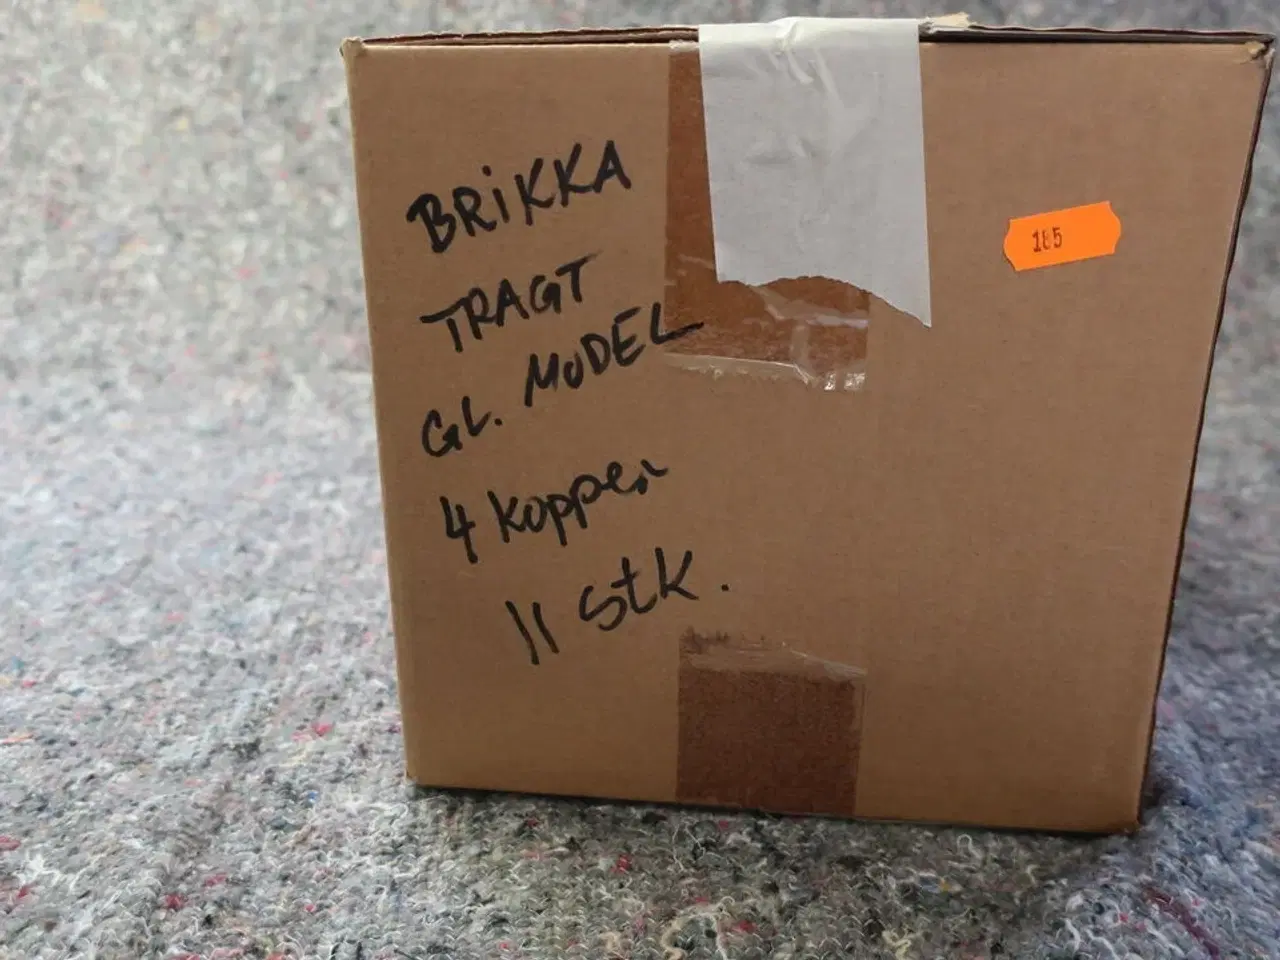 BRiKKA
TRAGT
GL. MODEL
4 Kopper
11 Stk.
185